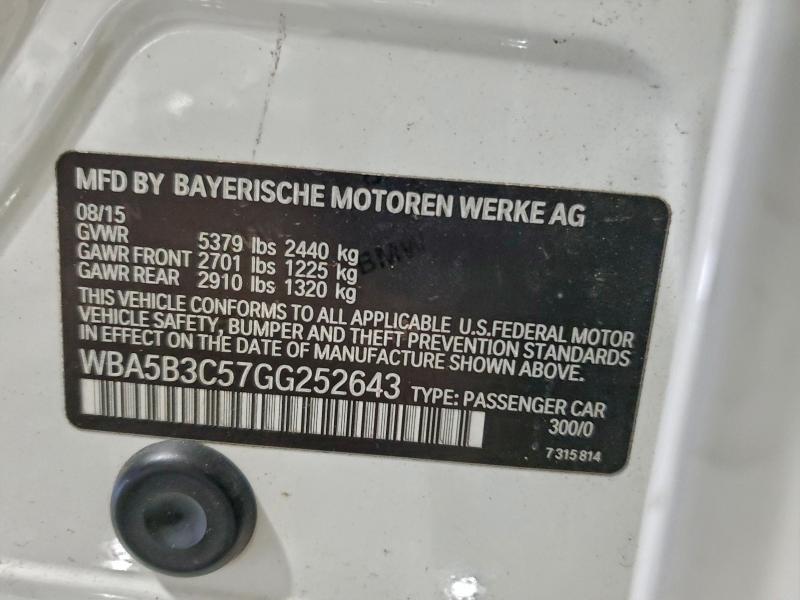 MFD BY BAYERISCHE MOTOREN WERKE AG
08/15
GVWR 5379 lbs 2440 kg
GAWR FRONT 2701 lbs 1225 kg
GAWR REAR 2910 lbs 1320 kg
BMW
THIS VEHICLE CONFORMS TO ALL APPLICABLE U.S.FEDERAL MOTOR
VEHICLE SAFETY, BUMPER AND THEFT PREVENTION STANDARDS
IN EFFECT ON THE DATE OF MANUFACTURE SHOWN ABOVE.
WBA5B3C57GG252643 TYPE: PASSENGER CAR
300/0
7 315 814